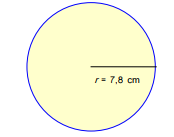 r = 7,8 cm